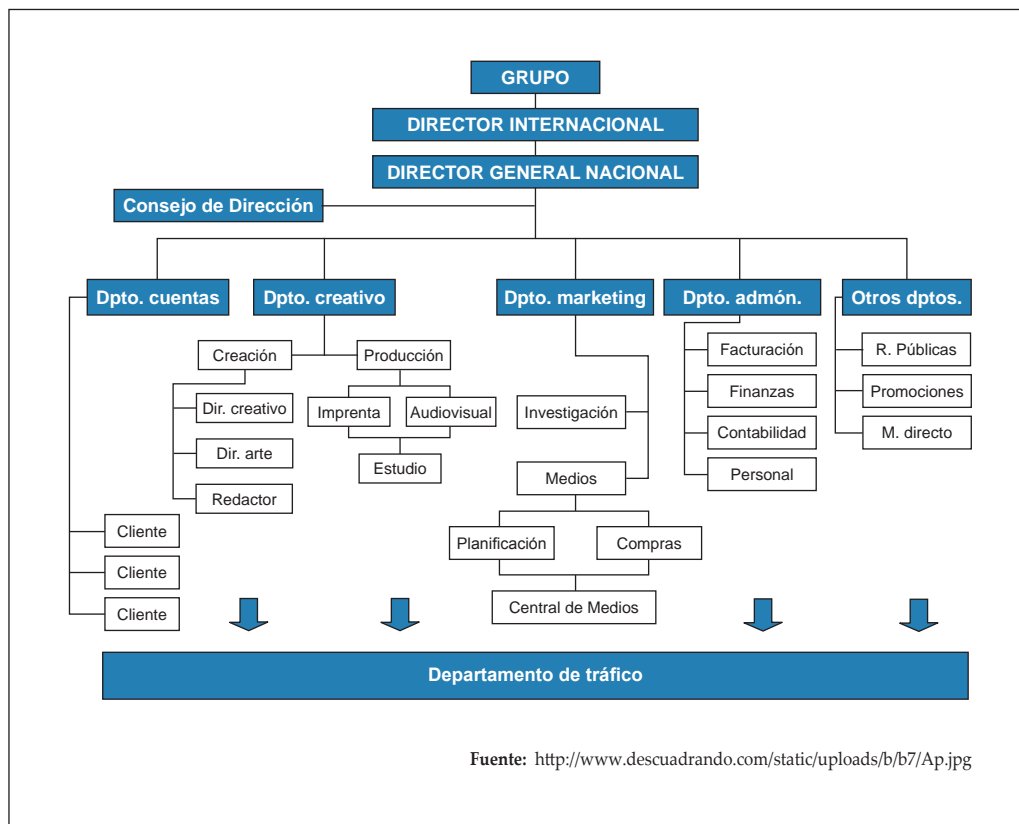 GRUPO
DIRECTOR INTERNACIONAL
DIRECTOR GENERAL NACIONAL
Consejo de Dirección
Dpto. cuentas
Dpto. creativo
Dpto. marketing
Dpto. admón.
Otros dptos.
Creación
Producción
Facturación
R. Públicas
Dir. creativo
Imprenta
Audiovisual
Investigación
Finanzas
Promociones
Dir. arte
Estudio
Contabilidad
M. directo
Redactor
Medios
Personal
Cliente
Planificación
Compras
Cliente
Cliente
Central de Medios
Departamento de tráfico
Fuente: http://www.descuadrando.com/static/uploads/b/b7/Ap.jpg